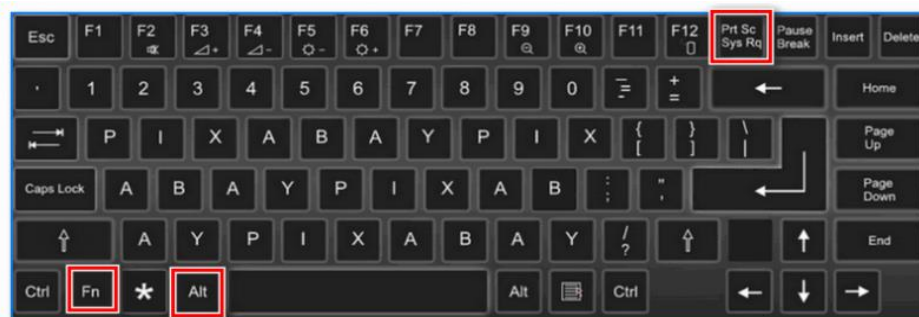 Esc F1 F2 F3 F4 F5 F6 F7 F8 F9 F10 F11 F12 Prt Sc Sys Rq Pause Break Insert Delete
1 2 3 4 5 6 7 8 9 0 - = + = Home
P I X A B A Y P I X { [ } ] \ | Page Up
Caps Lock A B A Y P I X A B : ; " , Page Down
A Y P I X A B A Y / ? End
Ctrl Fn * Alt Alt Ctrl